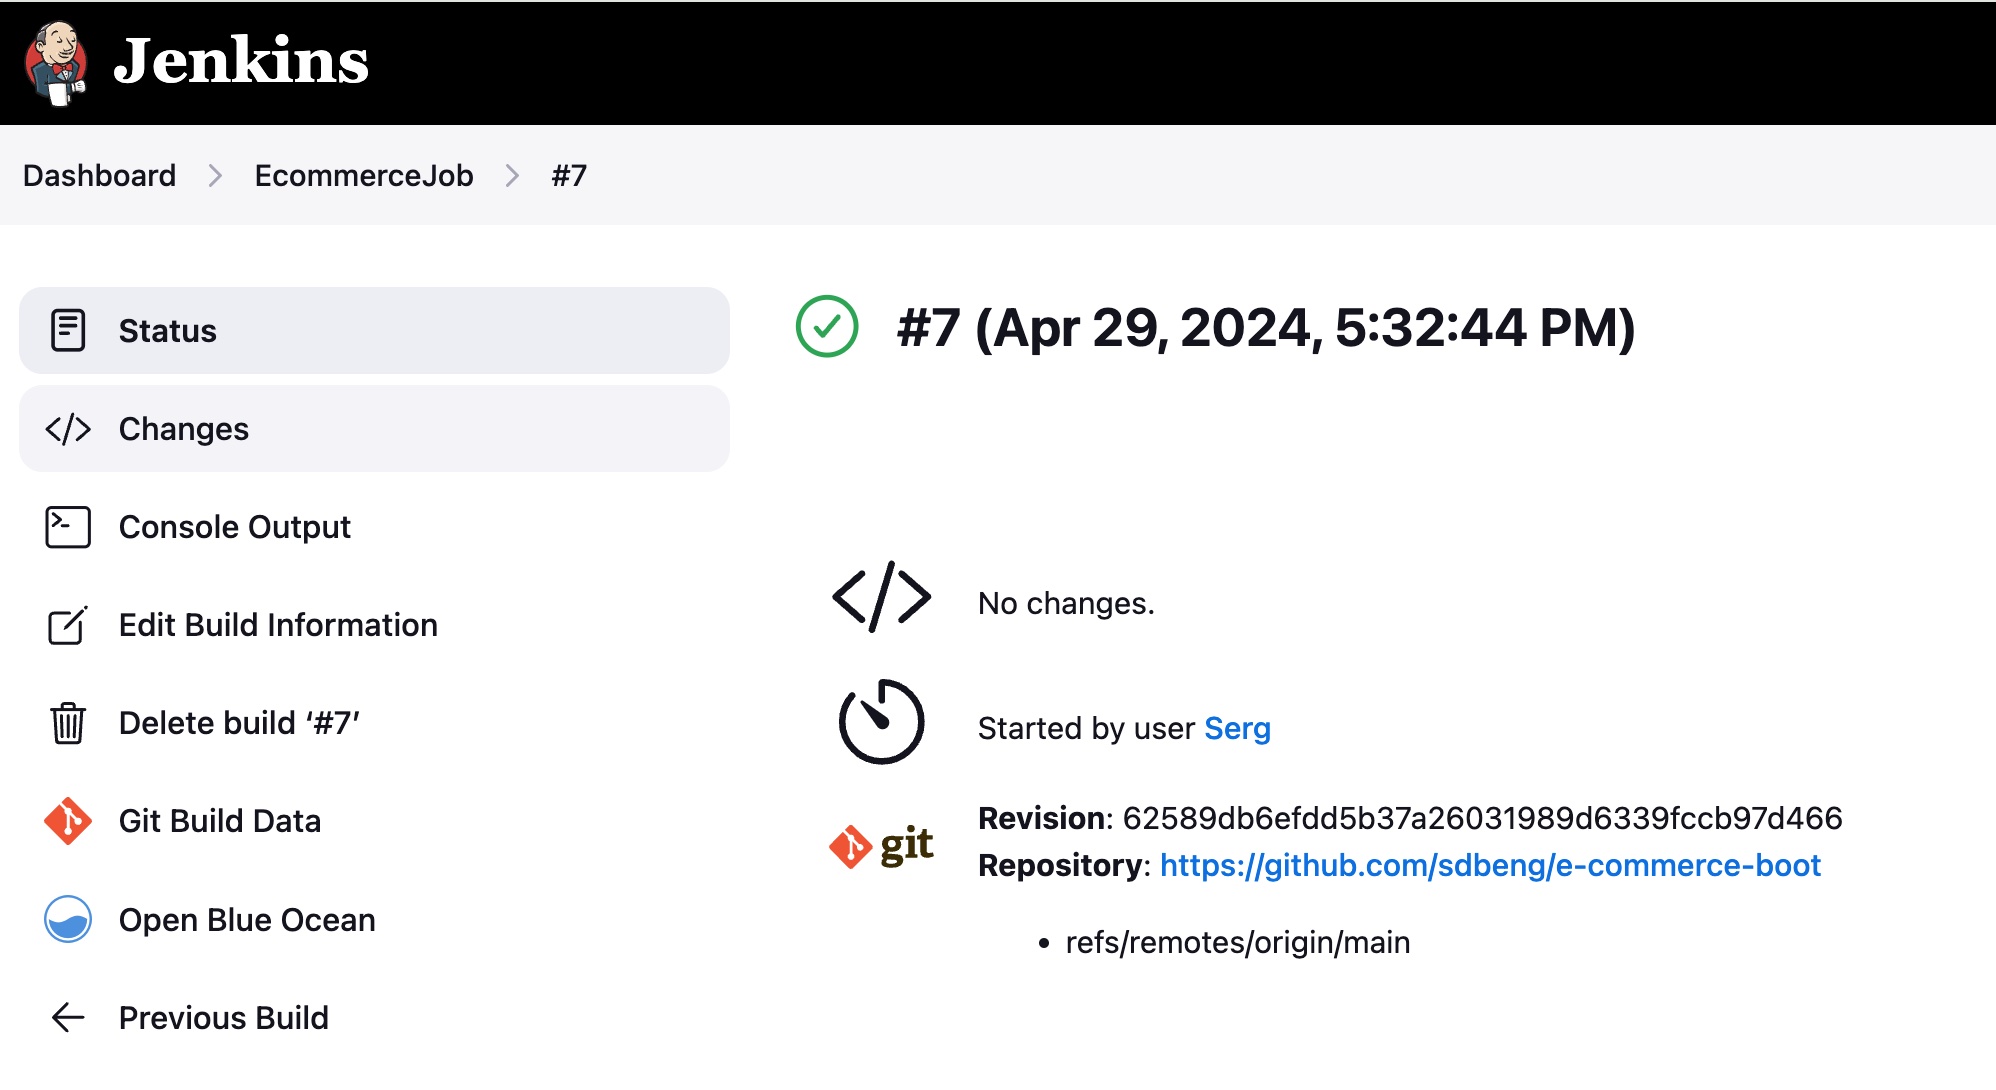 Jenkins
Dashboard > EcommerceJob > #7
Status
Changes
Console Output
Edit Build Information
Delete build ‘#7’
Git Build Data
Open Blue Ocean
Previous Build
#7 (Apr 29, 2024, 5:32:44 PM)
No changes.
Started by user Serg
git
Revision: 62589db6efdd5b37a26031989d6339fccb97d466
Repository: https://github.com/sdbeng/e-commerce-boot
• refs/remotes/origin/main